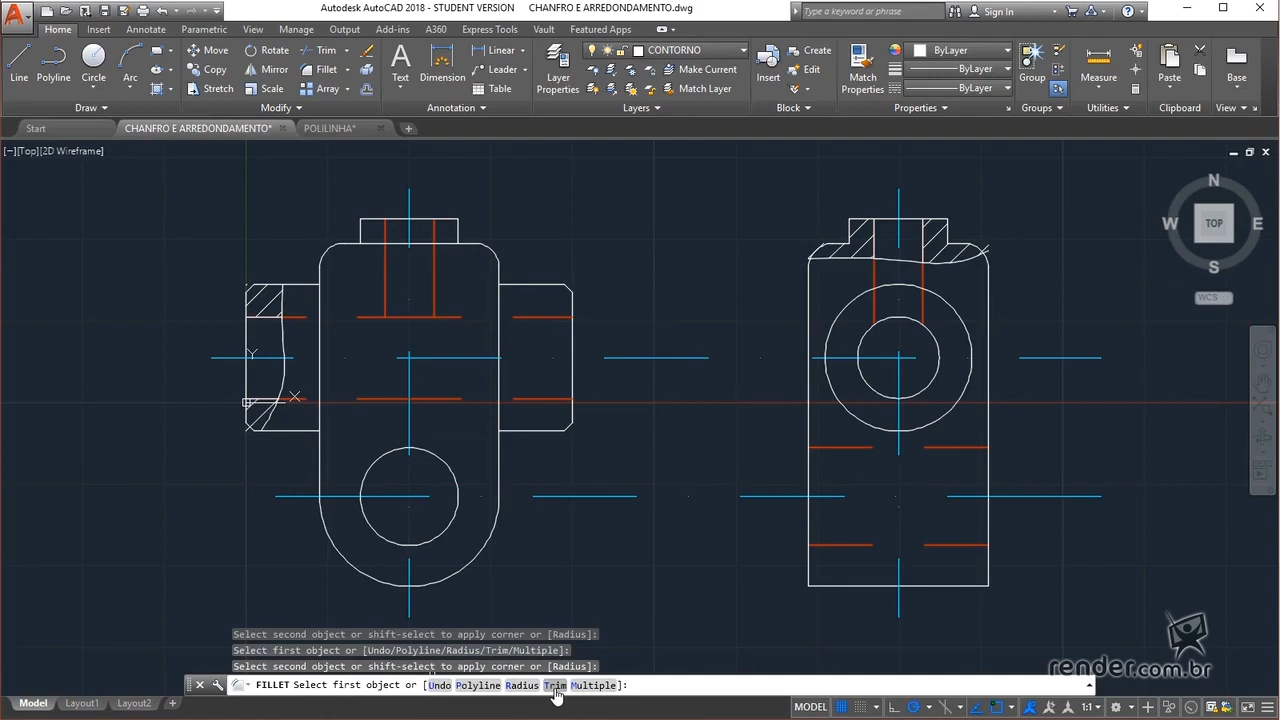 Autodesk AutoCAD 2018 - STUDENT VERSION CHANFRO E ARREDONDAMENTO.dwg
Type a keyword or phrase
Sign In
Home Insert Annotate Parametric View Manage Output Add-ins A360 Express Tools Vault Featured Apps
Line Polyline Circle Arc
Move Rotate Trim
Copy Mirror Fillet
Stretch Scale Array
Text Dimension
Linear
Leader
Table
Layer Properties
CONTORNO
Make Current
Match Layer
Insert
Create
Edit
Match Properties
ByLayer
ByLayer
ByLayer
Group
Measure
Paste
Base
Draw Modify Annotation Layers Block Properties Groups Utilities Clipboard View
Start CHANFRO E ARREDONDAMENTO* POLILINHA*
[−][Top][2D Wireframe]
N
W TOP E
S
WCS
Y
X
Select second object or shift-select to apply corner or [Radius]:
Select first object or [Undo/Polyline/Radius/Trim/Multiple]:
Select second object or shift-select to apply corner or [Radius]:
FILLET Select first object or [Undo Polyline Radius Trim Multiple]:
render.com.br
Model Layout1 Layout2 +
MODEL 1:1